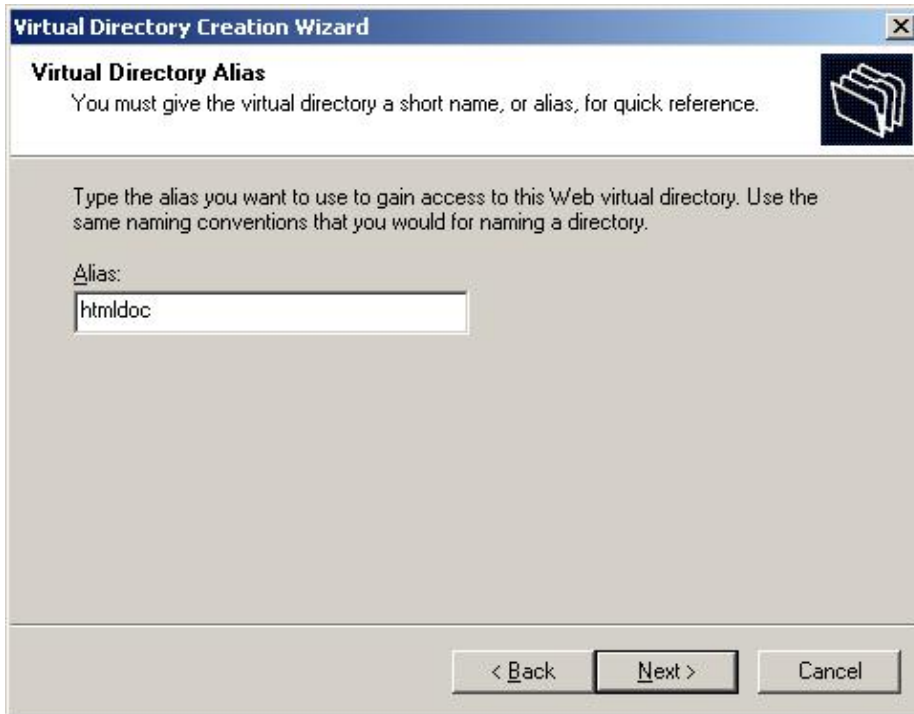 Virtual Directory Creation Wizard
Virtual Directory Alias
You must give the virtual directory a short name, or alias, for quick reference.
Type the alias you want to use to gain access to this Web virtual directory. Use the
same naming conventions that you would for naming a directory.
Alias:
htmldoc
< Back Next > Cancel